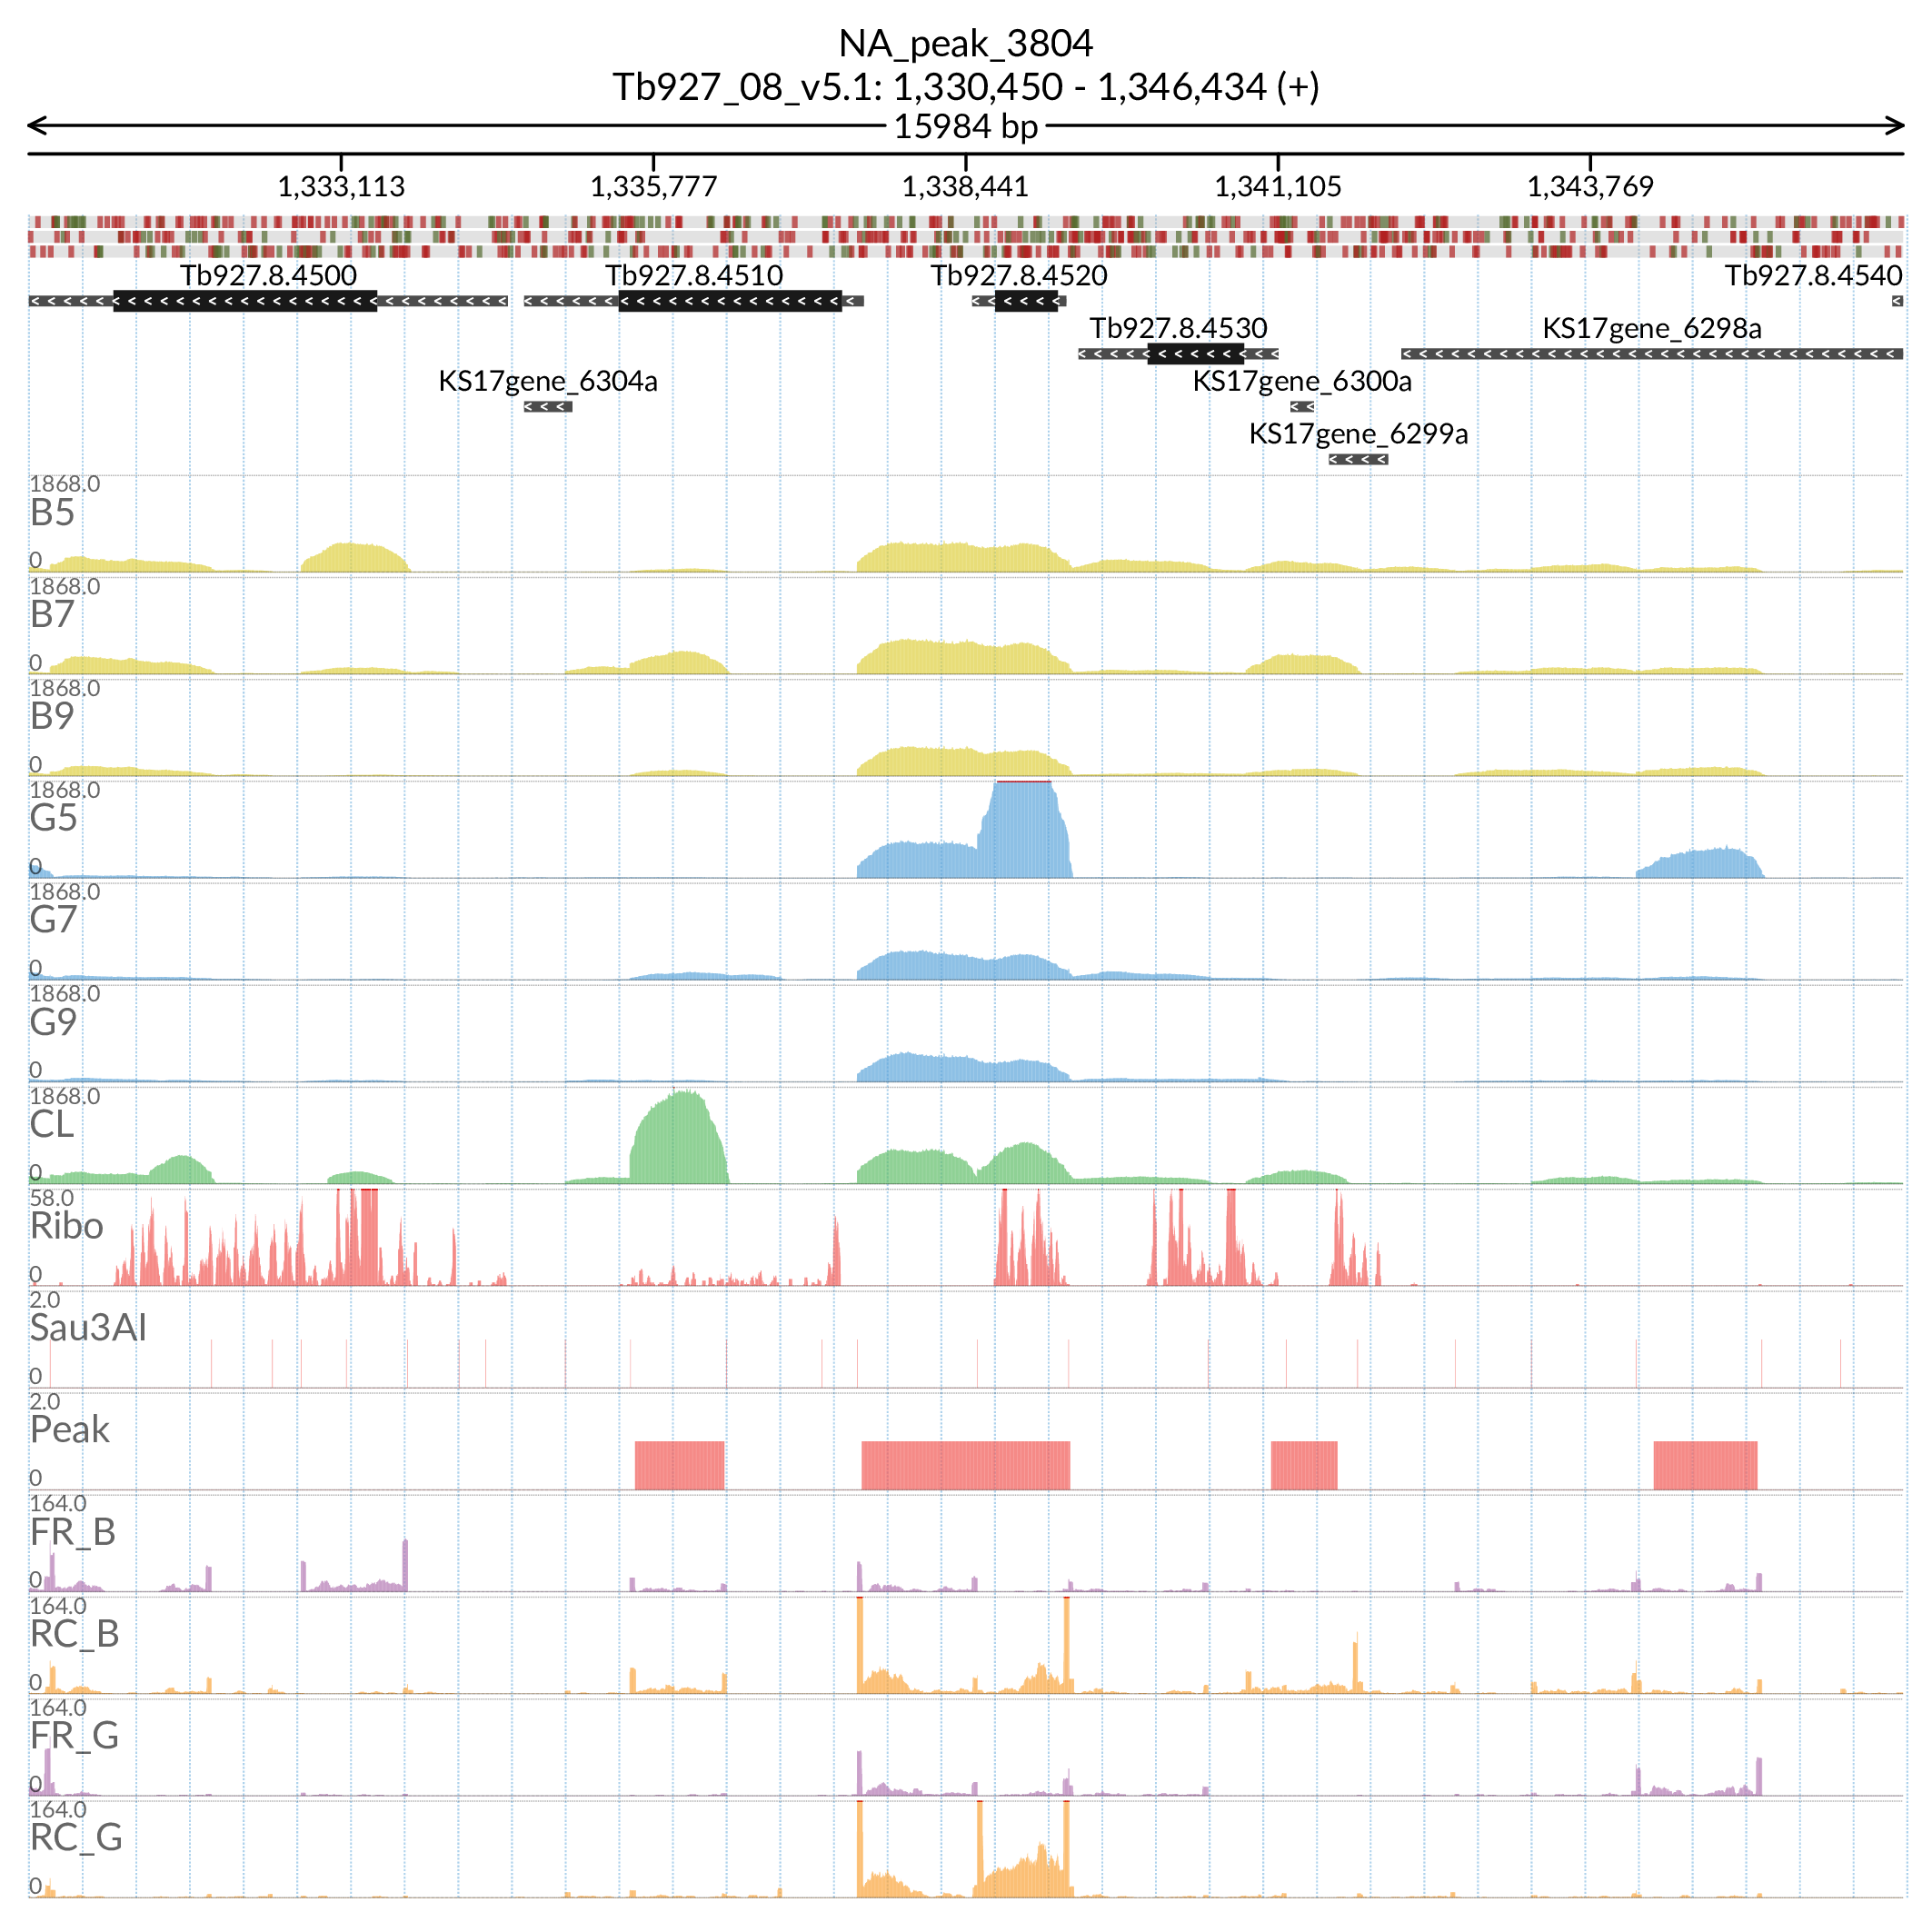 NA_peak_3804
Tb927_08_v5.1: 1,330,450 - 1,346,434 (+)
15984 bp
1,333,113 1,335,777 1,338,441 1,341,105 1,343,769
Tb927.8.4500 Tb927.8.4510 Tb927.8.4520 Tb927.8.4540
Tb927.8.4530 KS17gene_6298a
KS17gene_6304a KS17gene_6300a
KS17gene_6299a
1868.0
B5
0
1868.0
B7
0
1868.0
B9
0
1868.0
G5
0
1868.0
G7
0
1868.0
G9
0
1868.0
CL
0
58.0
Ribo
0
2.0
Sau3AI
0
2.0
Peak
0
164.0
FR_B
0
164.0
RC_B
0
164.0
FR_G
0
164.0
RC_G
0